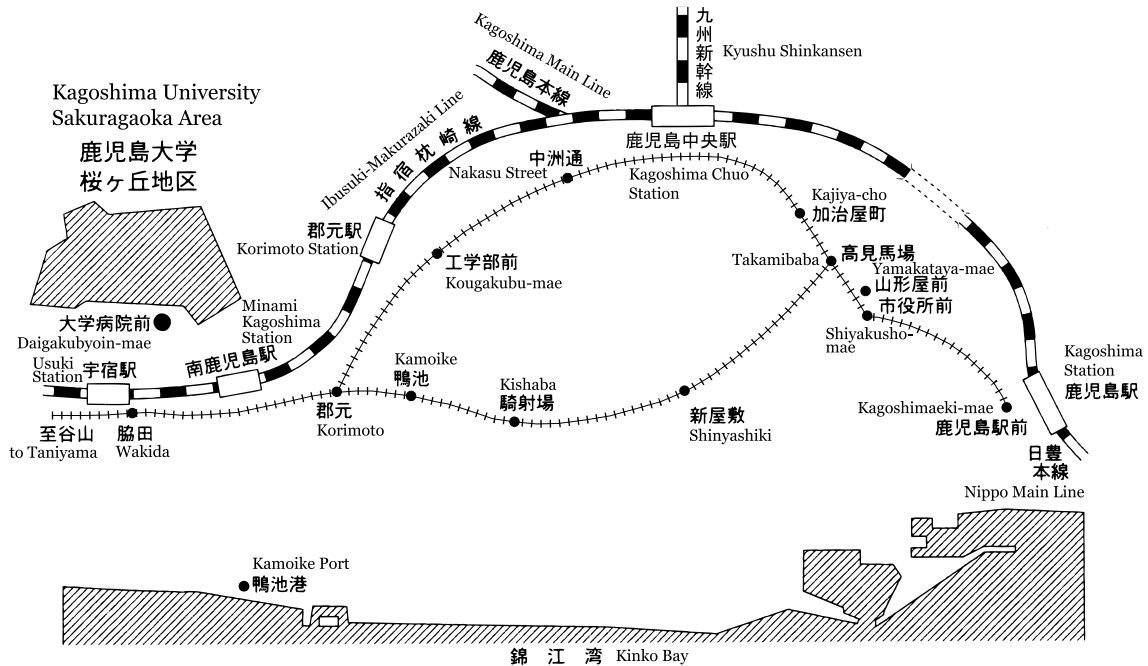 九州新幹線
Kyushu Shinkansen
Kagoshima Main Line
鹿児島本線
Kagoshima University
Sakuragaoka Area
鹿児島大学
桜ヶ丘地区
Ibusuki-Makurazaki Line
指宿枕崎線
鹿児島中央駅
Kagoshima Chuo
Station
中洲通
Nakasu Street
Kajiya-cho
加治屋町
郡元駅
Korimoto Station
工学部前
Kougakubu-mae
Takamibaba
高見馬場
Yamakataya-mae
山形屋前
市役所前
Shiyakusho-
mae
大学病院前
Daigakubyoin-mae
Minami
Kagoshima
Station
南鹿児島駅
Usuki
Station
宇宿駅
Kamoike
鴨池
Kishaba
騎射場
郡元
Korimoto
新屋敷
Shinyashiki
Kagoshima
Station
鹿児島駅
Kagoshimaeki-mae
鹿児島駅前
至谷山
to Taniyama
脇田
Wakida
日豊
本線
Nippo Main Line
Kamoike Port
鴨池港
錦江湾 Kinko Bay